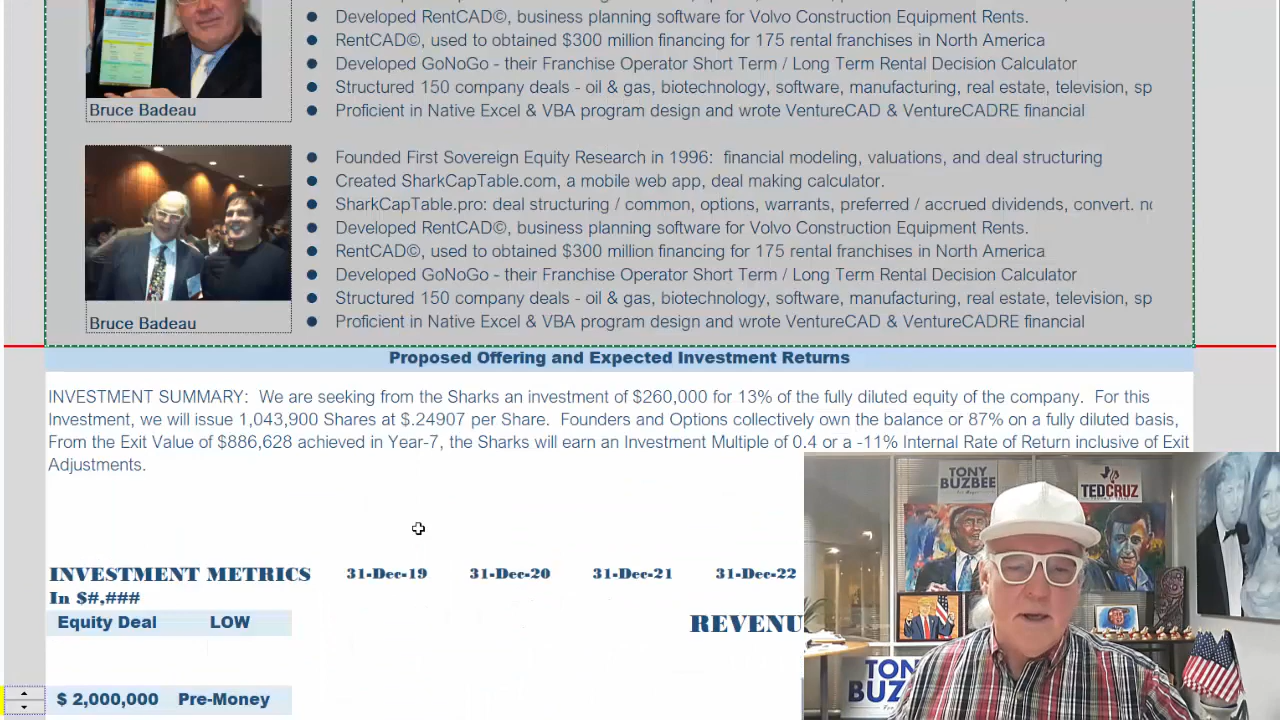 Developed RentCAD©, business planning software for Volvo Construction Equipment Rents.
RentCAD©, used to obtained $300 million financing for 175 rental franchises in North America
Developed GoNoGo - their Franchise Operator Short Term / Long Term Rental Decision Calculator
Structured 150 company deals - oil & gas, biotechnology, software, manufacturing, real estate, television, sp
Proficient in Native Excel & VBA program design and wrote VentureCAD & VentureCADRE financial
Bruce Badeau
Founded First Sovereign Equity Research in 1996: financial modeling, valuations, and deal structuring
Created SharkCapTable.com, a mobile web app, deal making calculator.
SharkCapTable.pro: deal structuring / common, options, warrants, preferred / accrued dividends, convert. no
Developed RentCAD©, business planning software for Volvo Construction Equipment Rents.
RentCAD©, used to obtained $300 million financing for 175 rental franchises in North America
Developed GoNoGo - their Franchise Operator Short Term / Long Term Rental Decision Calculator
Structured 150 company deals - oil & gas, biotechnology, software, manufacturing, real estate, television, sp
Proficient in Native Excel & VBA program design and wrote VentureCAD & VentureCADRE financial
Bruce Badeau
Proposed Offering and Expected Investment Returns
INVESTMENT SUMMARY: We are seeking from the Sharks an investment of $260,000 for 13% of the fully diluted equity of the company. For this
Investment, we will issue 1,043,900 Shares at $.24907 per Share. Founders and Options collectively own the balance or 87% on a fully diluted basis,
From the Exit Value of $886,628 achieved in Year-7, the Sharks will earn an Investment Multiple of 0.4 or a -11% Internal Rate of Return inclusive of Exit
Adjustments.
INVESTMENT METRICS 31-Dec-19 31-Dec-20 31-Dec-21 31-Dec-22
In $#,###
Equity Deal LOW
REVENU
$ 2,000,000 Pre-Money
TONY
BUZBEE
TED CRUZ
TON
BUZ